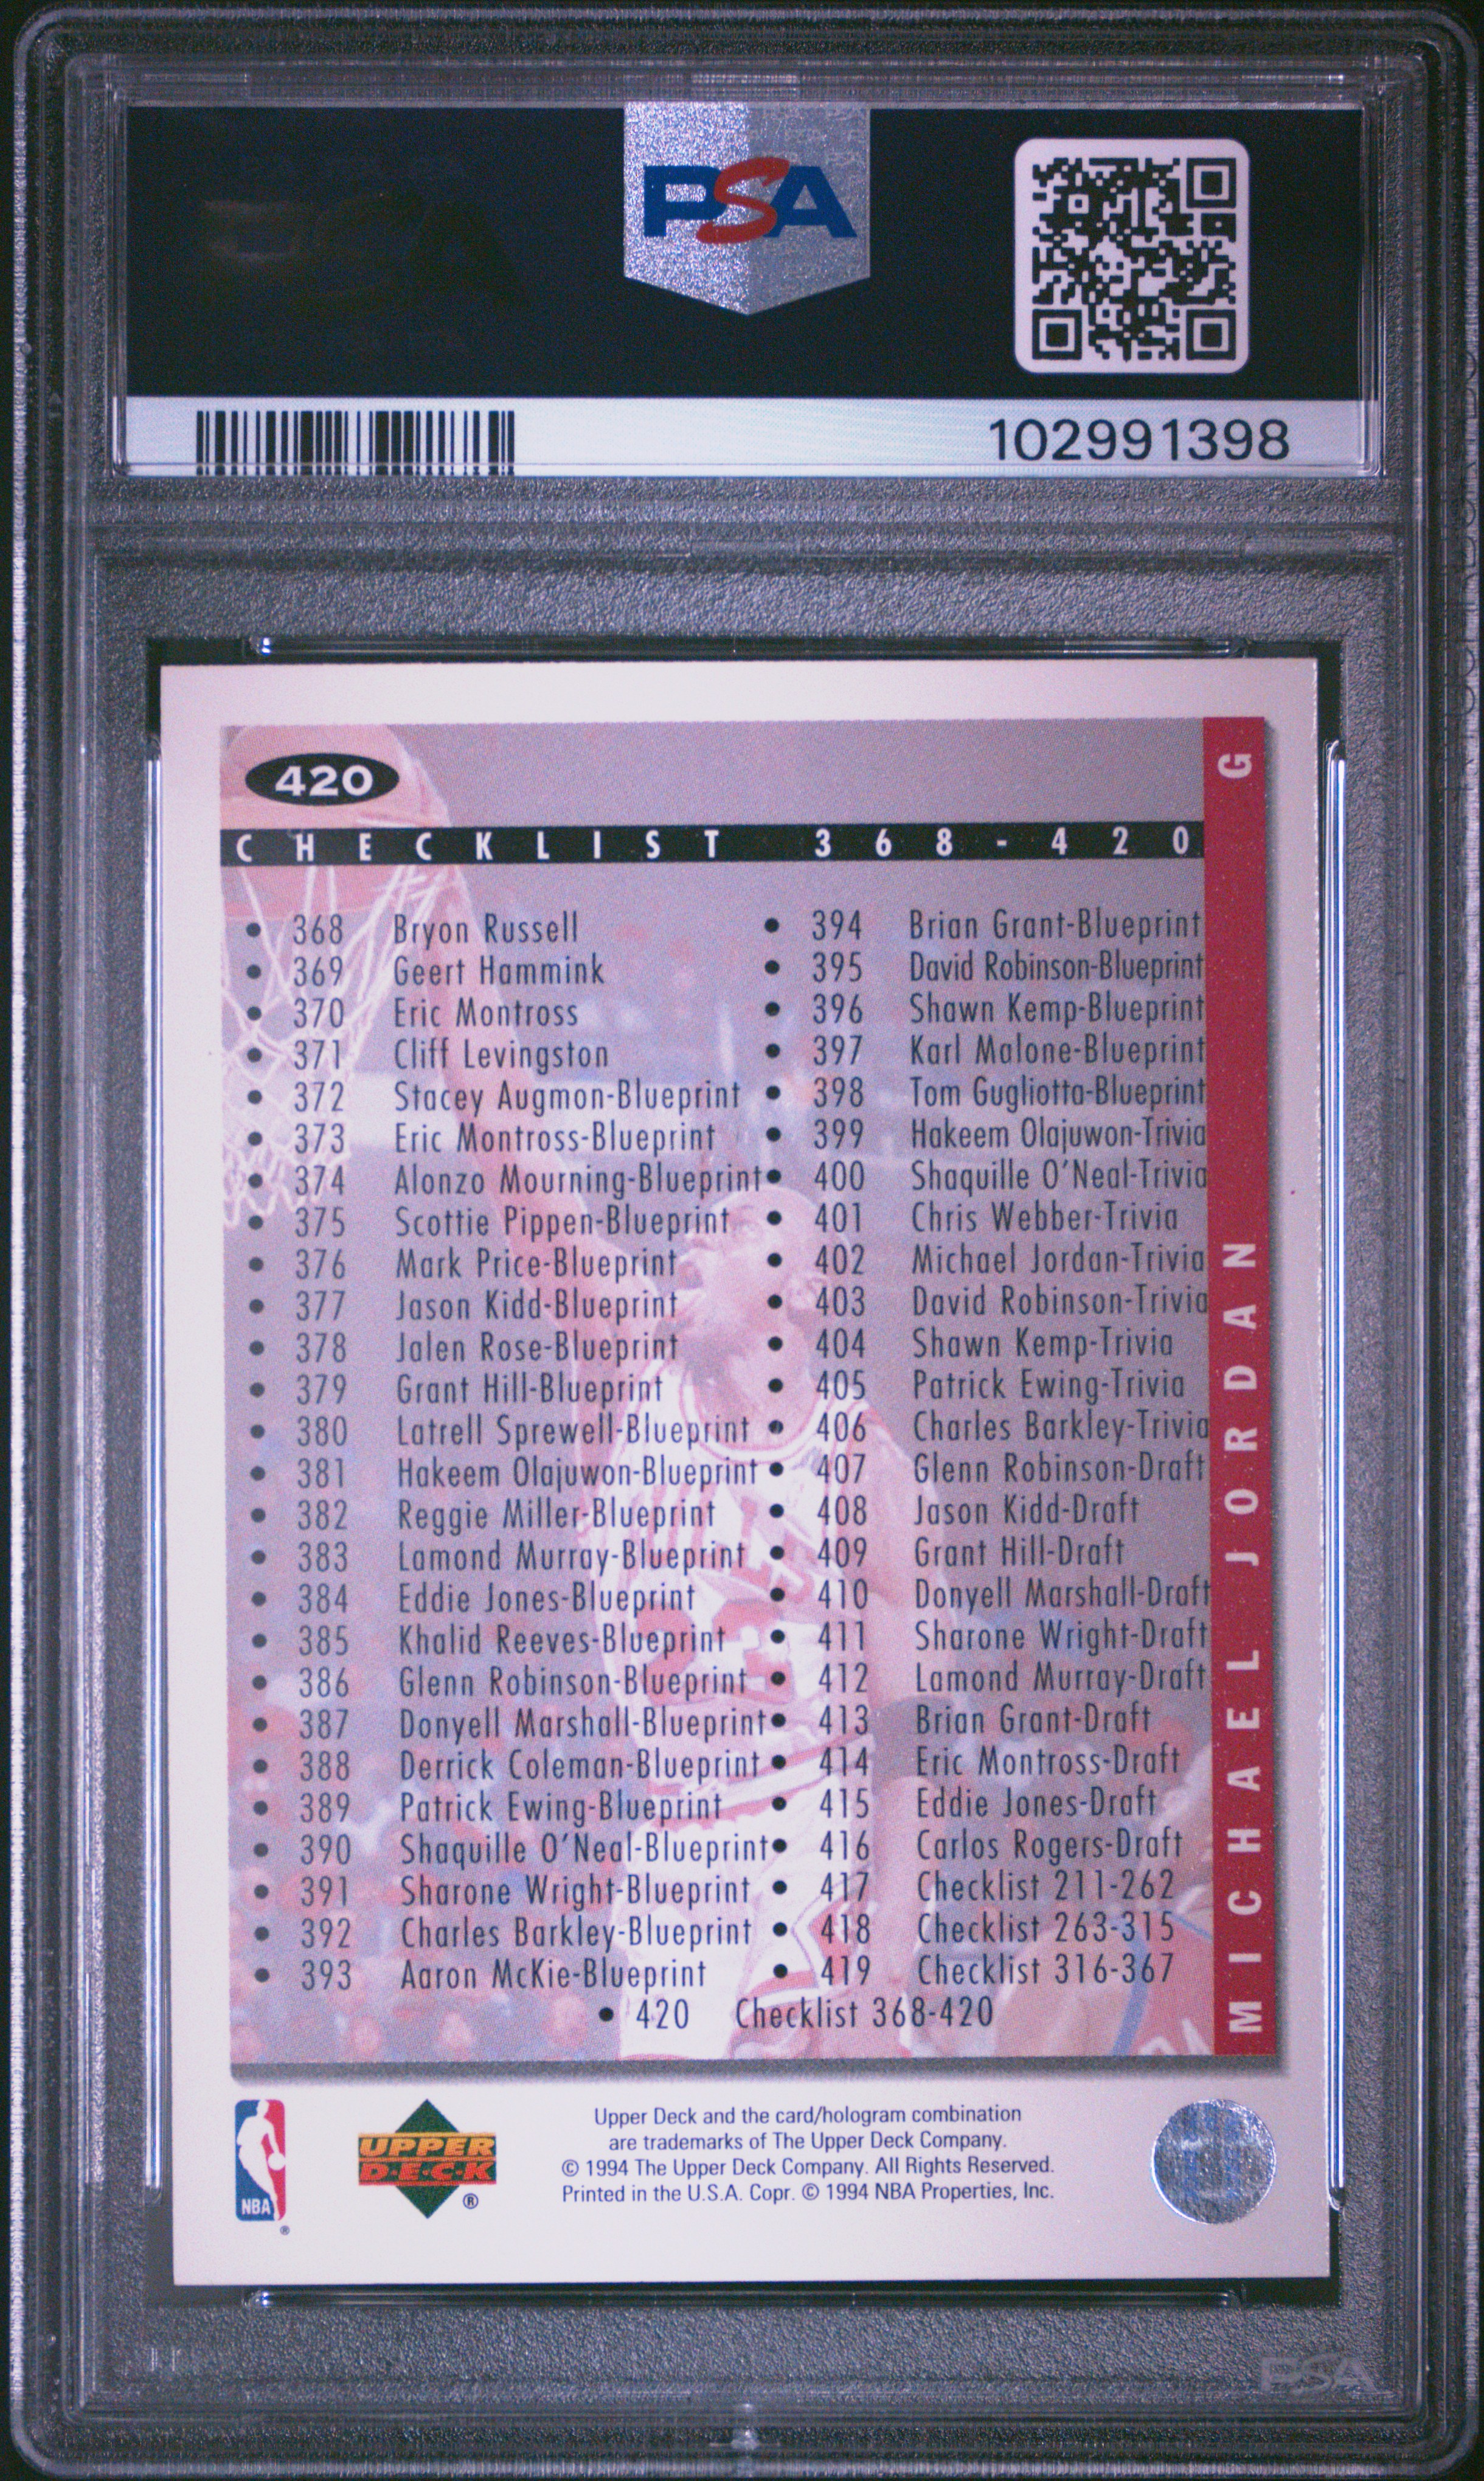 PSA
102991398
420
CHECKLIST 368-420
• 368 Bryon Russell
• 369 Geert Hammink
• 370 Eric Montross
• 371 Cliff Levingston
• 372 Stacey Augmon-Blueprint
• 373 Eric Montross-Blueprint
• 374 Alonzo Mourning-Blueprint
• 375 Scottie Pippen-Blueprint
• 376 Mark Price-Blueprint
• 377 Jason Kidd-Blueprint
• 378 Jalen Rose-Blueprint
• 379 Grant Hill-Blueprint
• 380 Latrell Sprewell-Blueprint
• 381 Hakeem Olajuwon-Blueprint
• 382 Reggie Miller-Blueprint
• 383 Lamond Murray-Blueprint
• 384 Eddie Jones-Blueprint
• 385 Khalid Reeves-Blueprint
• 386 Glenn Robinson-Blueprint
• 387 Donyell Marshall-Blueprint
• 388 Derrick Coleman-Blueprint
• 389 Patrick Ewing-Blueprint
• 390 Shaquille O'Neal-Blueprint
• 391 Sharone Wright-Blueprint
• 392 Charles Barkley-Blueprint
• 393 Aaron McKie-Blueprint
• 394 Brian Grant-Blueprint
• 395 David Robinson-Blueprint
• 396 Shawn Kemp-Blueprint
• 397 Karl Malone-Blueprint
• 398 Tom Gugliotta-Blueprint
• 399 Hakeem Olajuwon-Trivia
• 400 Shaquille O'Neal-Trivia
• 401 Chris Webber-Trivia
• 402 Michael Jordan-Trivia
• 403 David Robinson-Trivia
• 404 Shawn Kemp-Trivia
• 405 Patrick Ewing-Trivia
• 406 Charles Barkley-Trivia
• 407 Glenn Robinson-Draft
• 408 Jason Kidd-Draft
• 409 Grant Hill-Draft
• 410 Donyell Marshall-Draft
• 411 Sharone Wright-Draft
• 412 Lamond Murray-Draft
• 413 Brian Grant-Draft
• 414 Eric Montross-Draft
• 415 Eddie Jones-Draft
• 416 Carlos Rogers-Draft
• 417 Checklist 211-262
• 418 Checklist 263-315
• 419 Checklist 316-367
• 420 Checklist 368-420
MICHAEL JORDAN G
NBA ®
UPPER
D·E·C·K ®
Upper Deck and the card/hologram combination
are trademarks of The Upper Deck Company.
© 1994 The Upper Deck Company. All Rights Reserved.
Printed in the U.S.A. Copr. © 1994 NBA Properties, Inc.
PSA